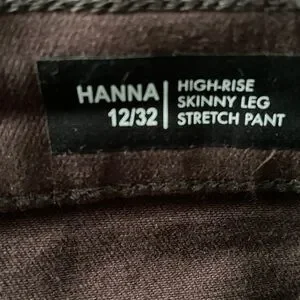 HANNA
12/32
HIGH-RISE
SKINNY LEG
STRETCH PANT